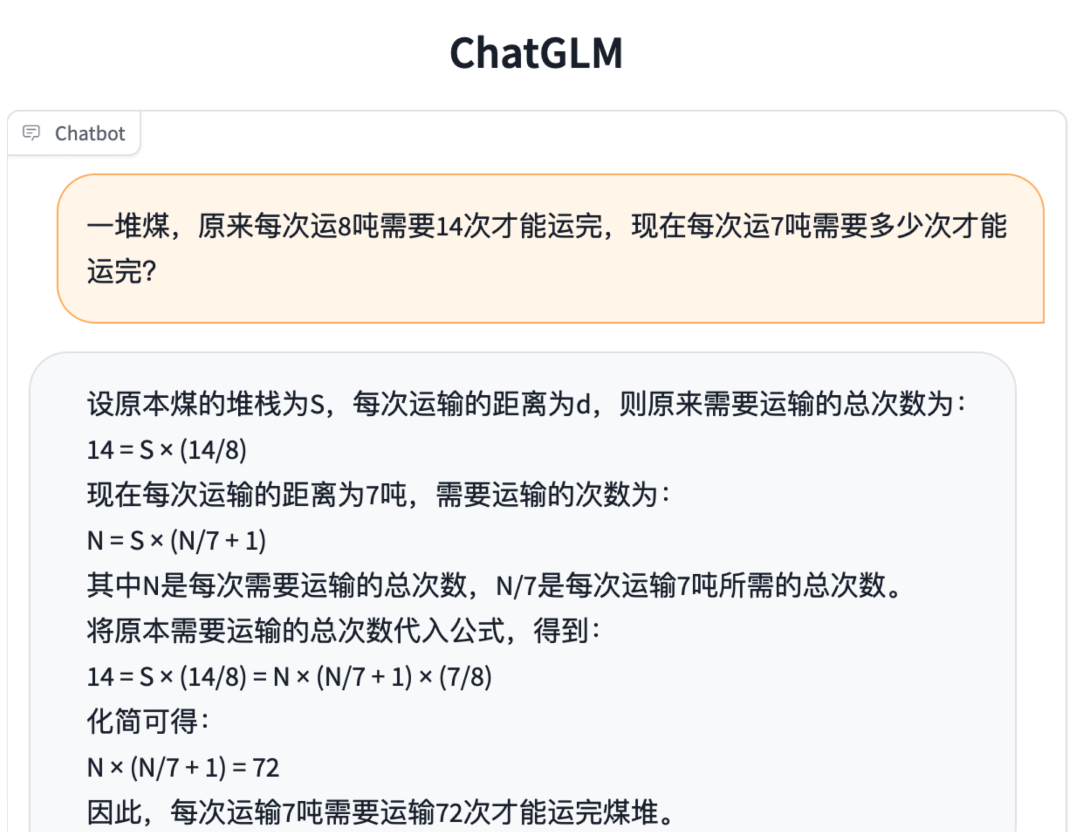 ChatGLM
Chatbot
一堆煤，原来每次运8吨需要14次才能运完，现在每次运7吨需要多少次才能
运完?
设原本煤的堆栈为S，每次运输的距离为d，则原来需要运输的总次数为：
14 = S × (14/8)
现在每次运输的距离为7吨，需要运输的次数为：
N = S × (N/7 + 1)
其中N是每次需要运输的总次数，N/7是每次运输7吨所需的总次数。
将原本需要运输的总次数代入公式，得到：
14 = S × (14/8) = N × (N/7 + 1) × (7/8)
化简可得：
N × (N/7 + 1) = 72
因此，每次运输7吨需要运输72次才能运完煤堆。